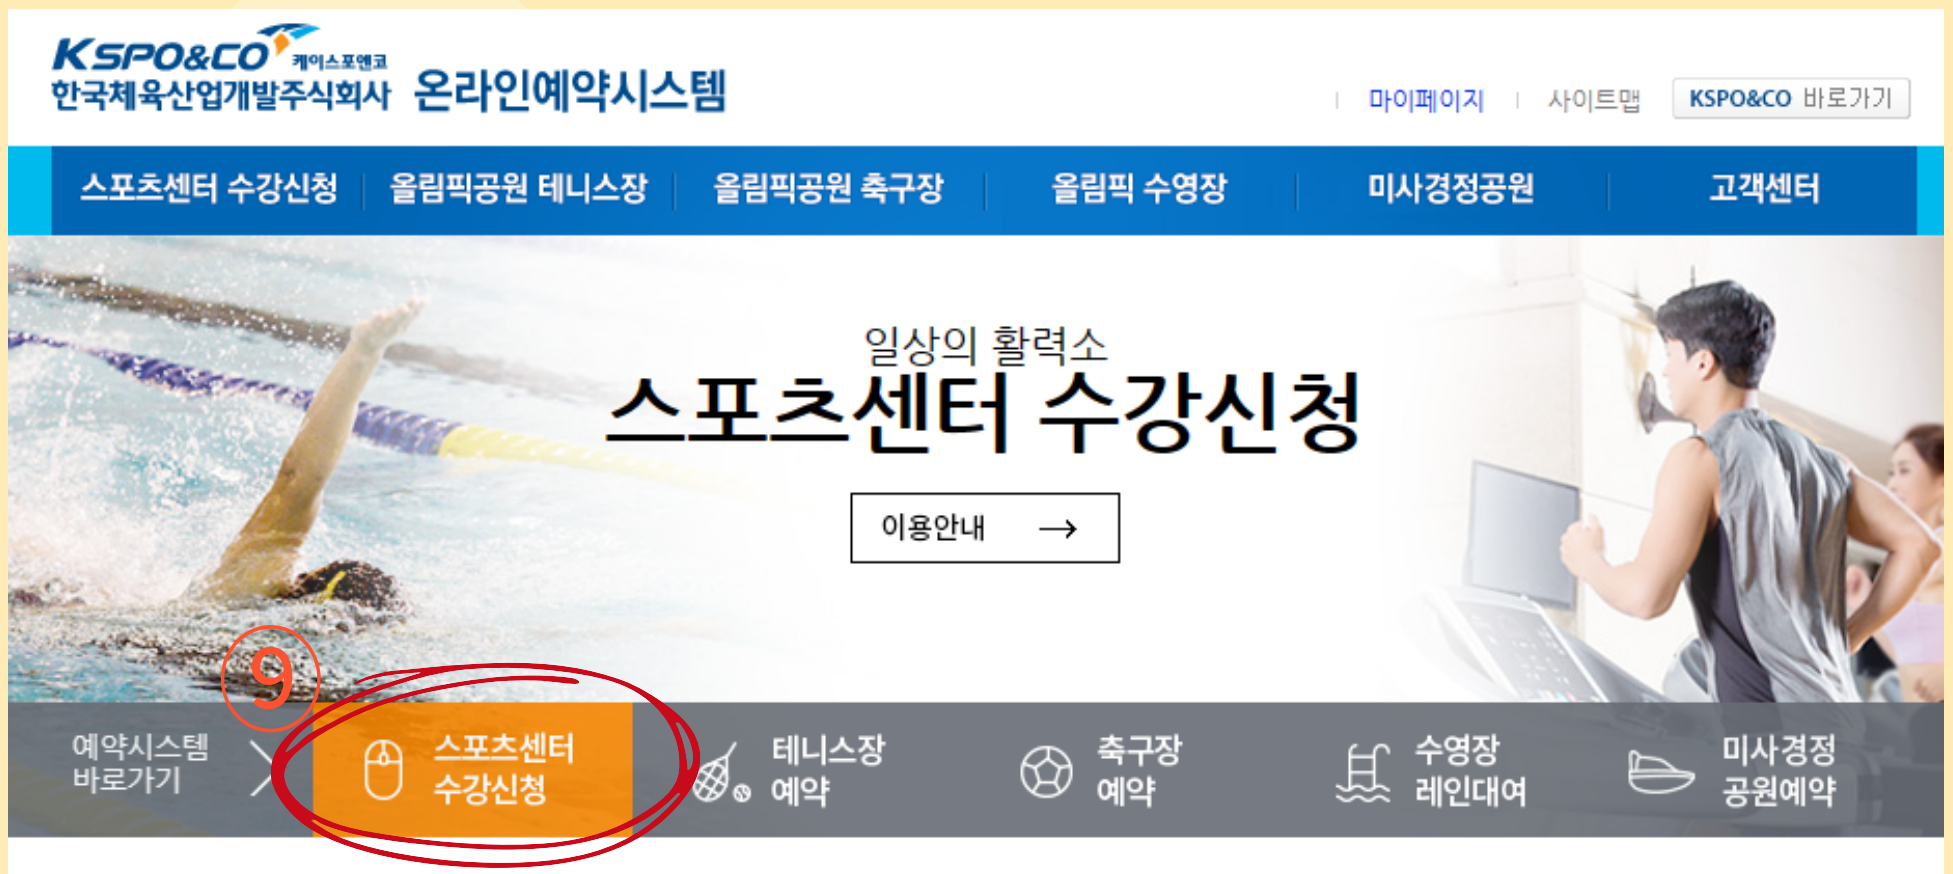 KSPO&CO 케이스포앤코
한국체육산업개발주식회사 온라인예약시스템
마이페이지 사이트맵 KSPO&CO 바로가기
스포츠센터 수강신청 올림픽공원 테니스장 올림픽공원 축구장 올림픽 수영장 미사경정공원 고객센터
일상의 활력소
스포츠센터 수강신청
이용안내 →
⑨
예약시스템
바로가기
스포츠센터
수강신청
테니스장
예약
축구장
예약
수영장
레인대여
미사경정
공원예약